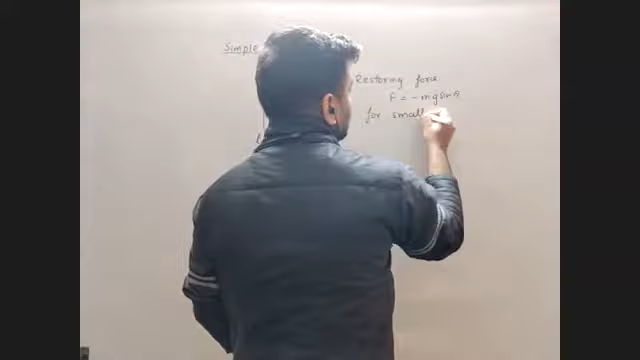 Simple
Restoring force
F = - mg sin θ
for small